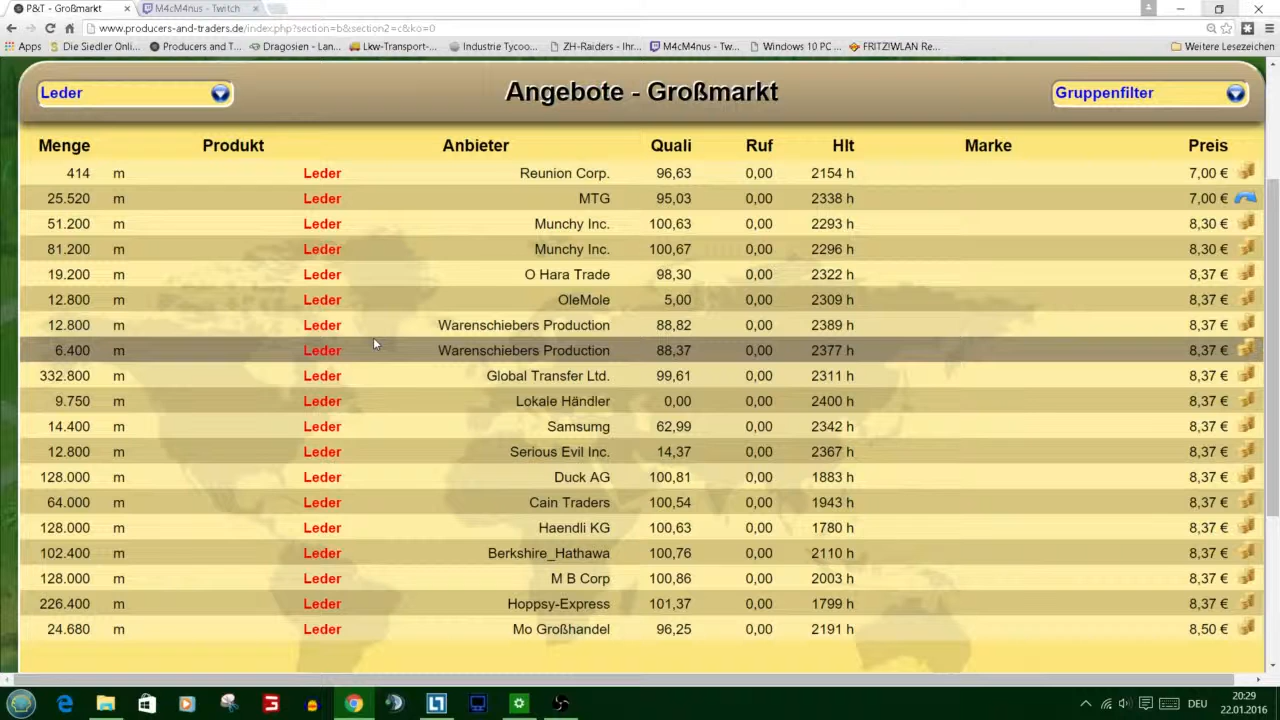 P&T - Großmarkt
M4cM4nus - Twitch
www.producers-and-traders.de/index.php?section=b&section2=c&ko=0
Apps Die Siedler Onli... Producers and T... Dragosien - Lan... Lkw-Transport-... Industrie Tycoo... ZH-Raiders - Ihr... M4cM4nus - Tw... Windows 10 PC ... FRITZ!WLAN Re... Weitere Lesezeichen
Leder Angebote - Großmarkt Gruppenfilter
Menge Produkt Anbieter Quali Ruf Hlt Marke Preis
414 m Leder Reunion Corp. 96,63 0,00 2154 h 7,00 €
25.520 m Leder MTG 95,03 0,00 2338 h 7,00 €
51.200 m Leder Munchy Inc. 100,63 0,00 2293 h 8,30 €
81.200 m Leder Munchy Inc. 100,67 0,00 2296 h 8,30 €
19.200 m Leder O Hara Trade 98,30 0,00 2322 h 8,37 €
12.800 m Leder OleMole 5,00 0,00 2309 h 8,37 €
12.800 m Leder Warenschiebers Production 88,82 0,00 2389 h 8,37 €
6.400 m Leder Warenschiebers Production 88,37 0,00 2377 h 8,37 €
332.800 m Leder Global Transfer Ltd. 99,61 0,00 2311 h 8,37 €
9.750 m Leder Lokale Händler 0,00 0,00 2400 h 8,37 €
14.400 m Leder Samsumg 62,99 0,00 2342 h 8,37 €
12.800 m Leder Serious Evil Inc. 14,37 0,00 2367 h 8,37 €
128.000 m Leder Duck AG 100,81 0,00 1883 h 8,37 €
64.000 m Leder Cain Traders 100,54 0,00 1943 h 8,37 €
128.000 m Leder Haendli KG 100,63 0,00 1780 h 8,37 €
102.400 m Leder Berkshire_Hathawa 100,76 0,00 2110 h 8,37 €
128.000 m Leder M B Corp 100,86 0,00 2003 h 8,37 €
226.400 m Leder Hoppsy-Express 101,37 0,00 1799 h 8,37 €
24.680 m Leder Mo Großhandel 96,25 0,00 2191 h 8,50 €
DEU
20:29
22.01.2016